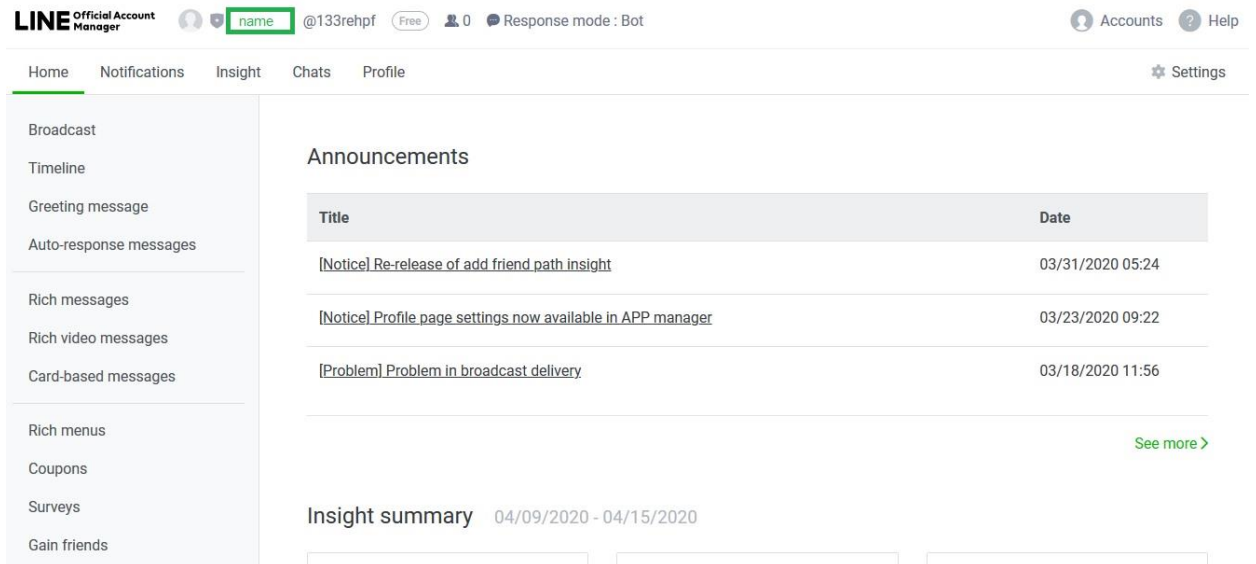 LINE Official Account Manager name @133rehpf Free 0 Response mode : Bot Accounts ? Help
Home Notifications Insight Chats Profile Settings
Broadcast
Timeline
Greeting message
Auto-response messages
Rich messages
Rich video messages
Card-based messages
Rich menus
Coupons
Surveys
Gain friends
Announcements
Title Date
[Notice] Re-release of add friend path insight 03/31/2020 05:24
[Notice] Profile page settings now available in APP manager 03/23/2020 09:22
[Problem] Problem in broadcast delivery 03/18/2020 11:56
See more
Insight summary 04/09/2020 - 04/15/2020